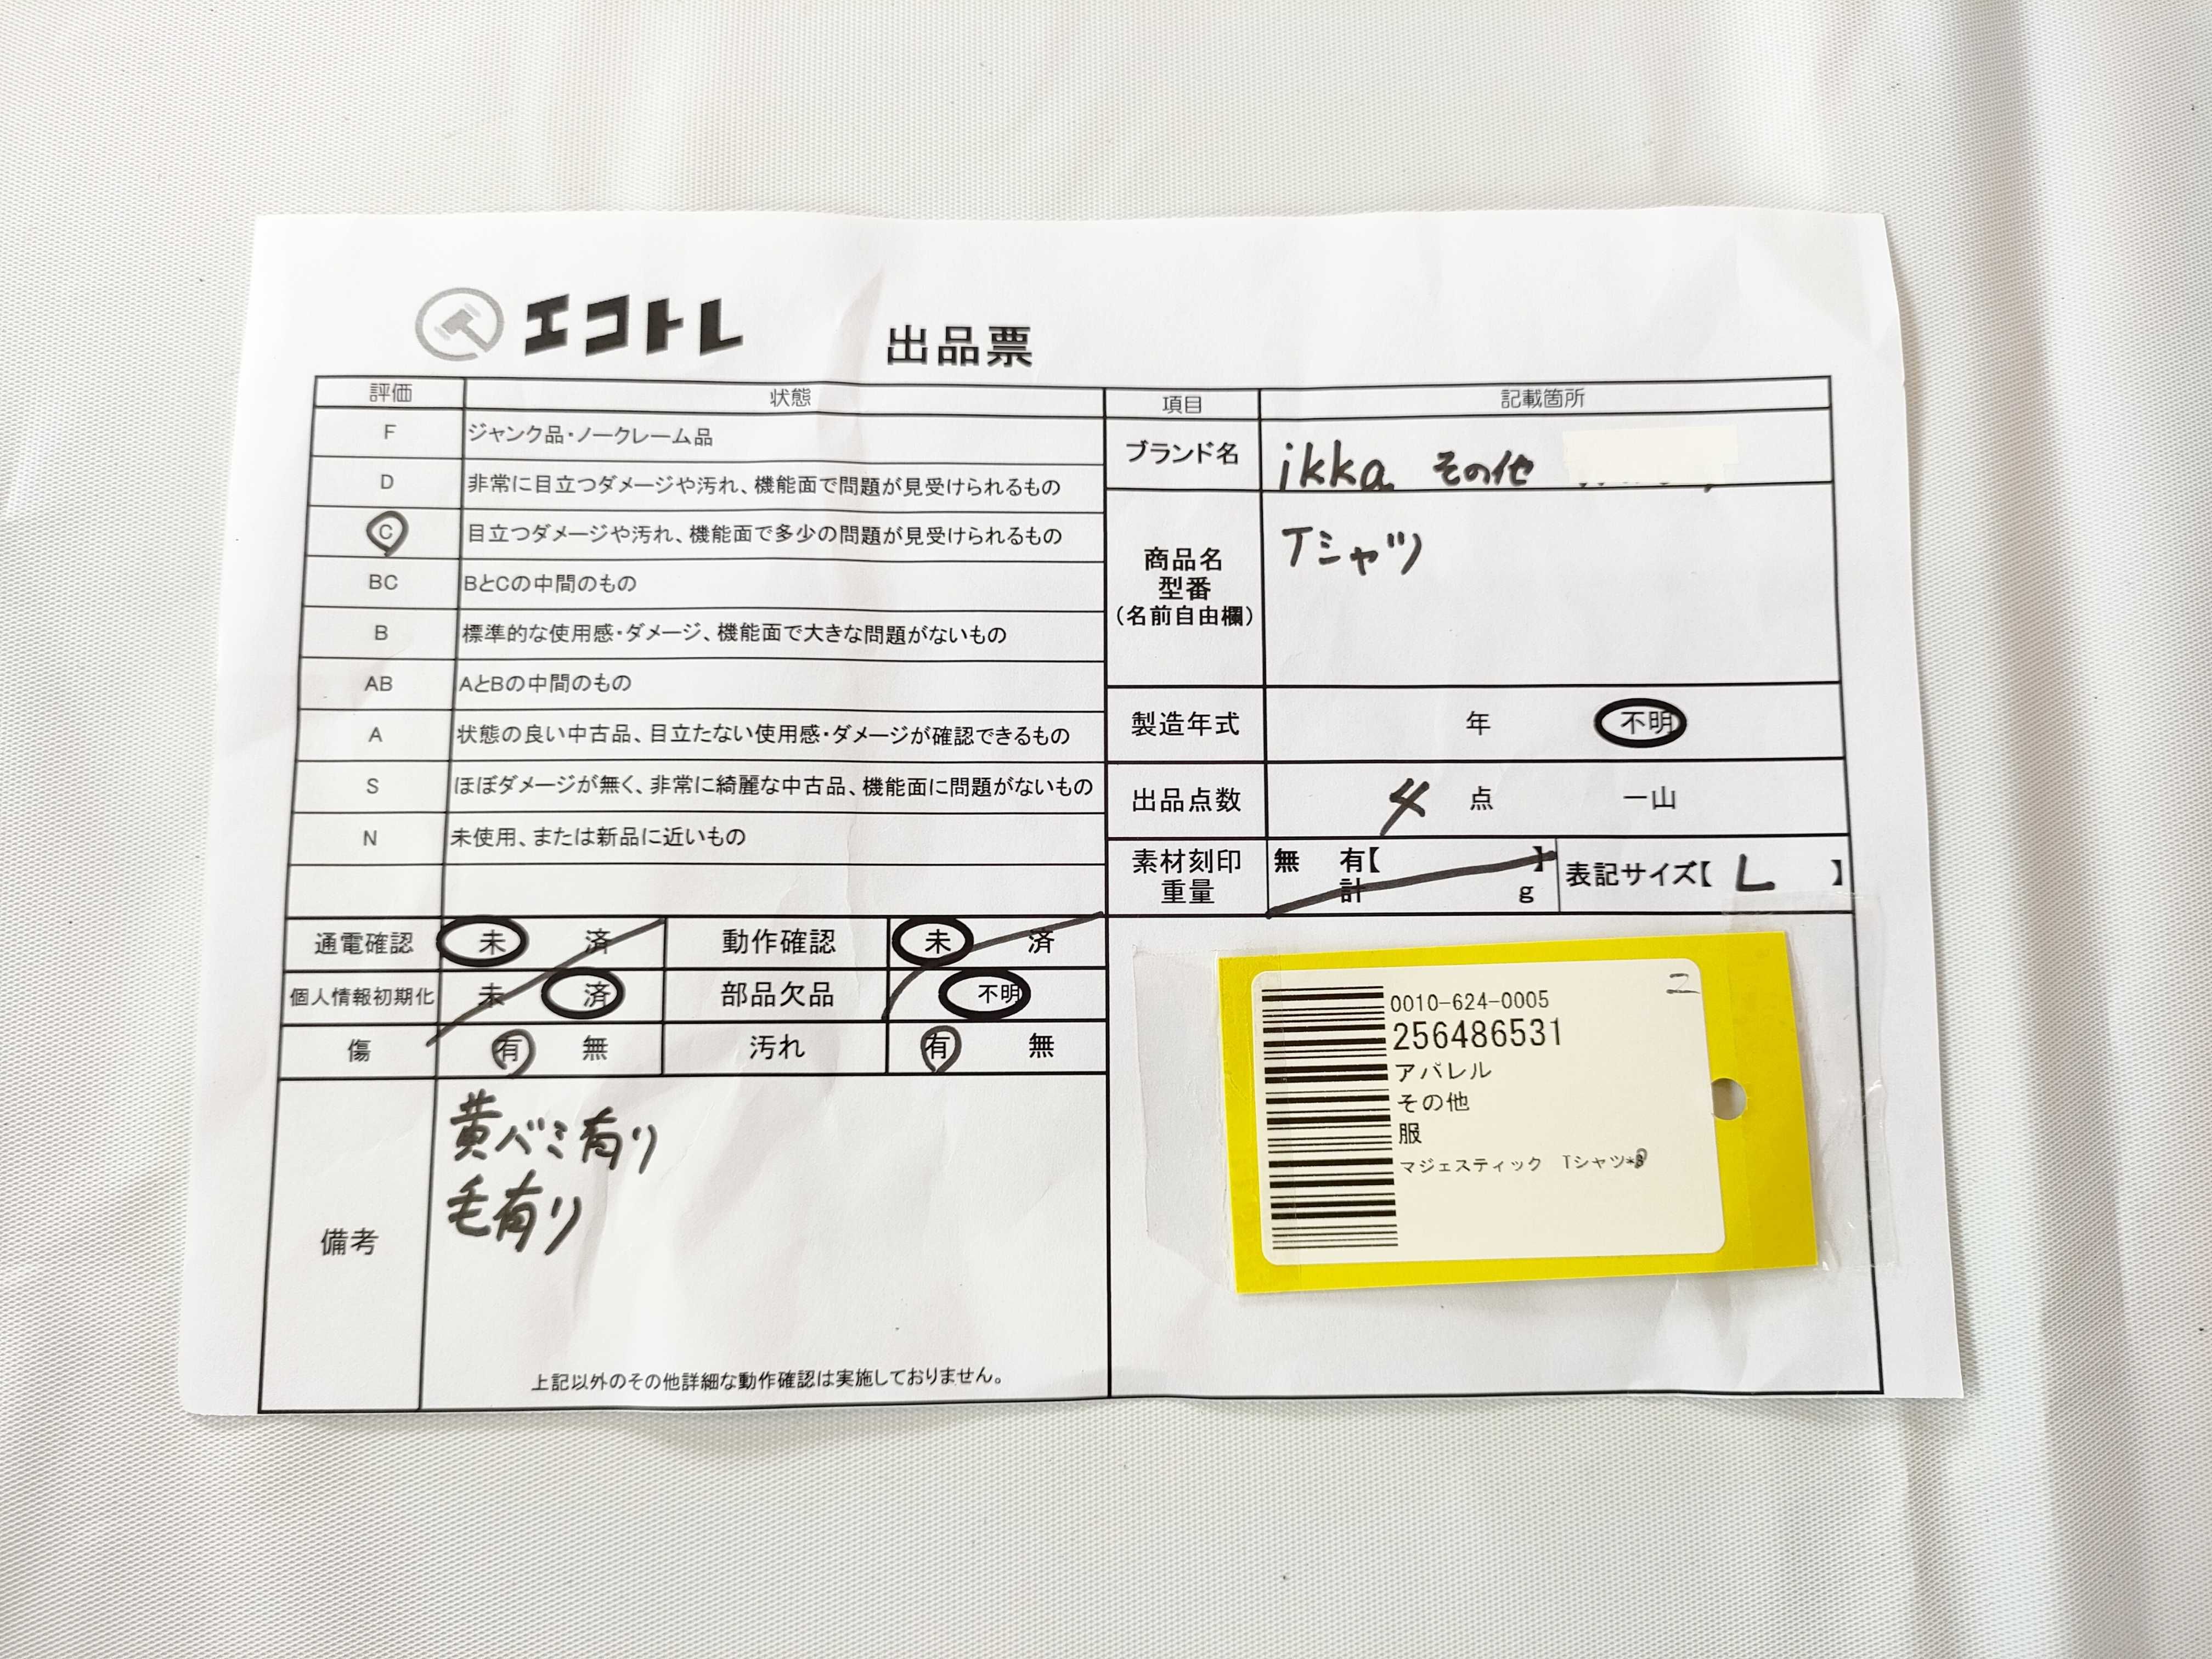 エコトレ 出品票
評価 状態
F ジャンク品・ノークレーム品
D 非常に目立つダメージや汚れ、機能面で問題が見受けられるもの
C 目立つダメージや汚れ、機能面で多少の問題が見受けられるもの
BC BとCの中間のもの
B 標準的な使用感・ダメージ、機能面で大きな問題がないもの
AB AとBの中間のもの
A 状態の良い中古品、目立たない使用感・ダメージが確認できるもの
S ほぼダメージが無く、非常に綺麗な中古品、機能面に問題がないもの
N 未使用、または新品に近いもの
通電確認 未 済 動作確認 未 済
個人情報初期化 未 済 部品欠品 不明
傷 有 無 汚れ 有 無
備考
黄バミ有り
毛有り
上記以外のその他詳細な動作確認は実施しておりません。
項目 記載箇所
ブランド名 ikka その他
商品名
型番
(名前自由欄)
Tシャツ
製造年式 年 不明
出品点数 4 点 一山
素材刻印 無 有【 】
重量 計 g
表記サイズ【 L 】
0010-624-0005
256486531
アパレル
その他
服
マジェスティック Tシャツ*